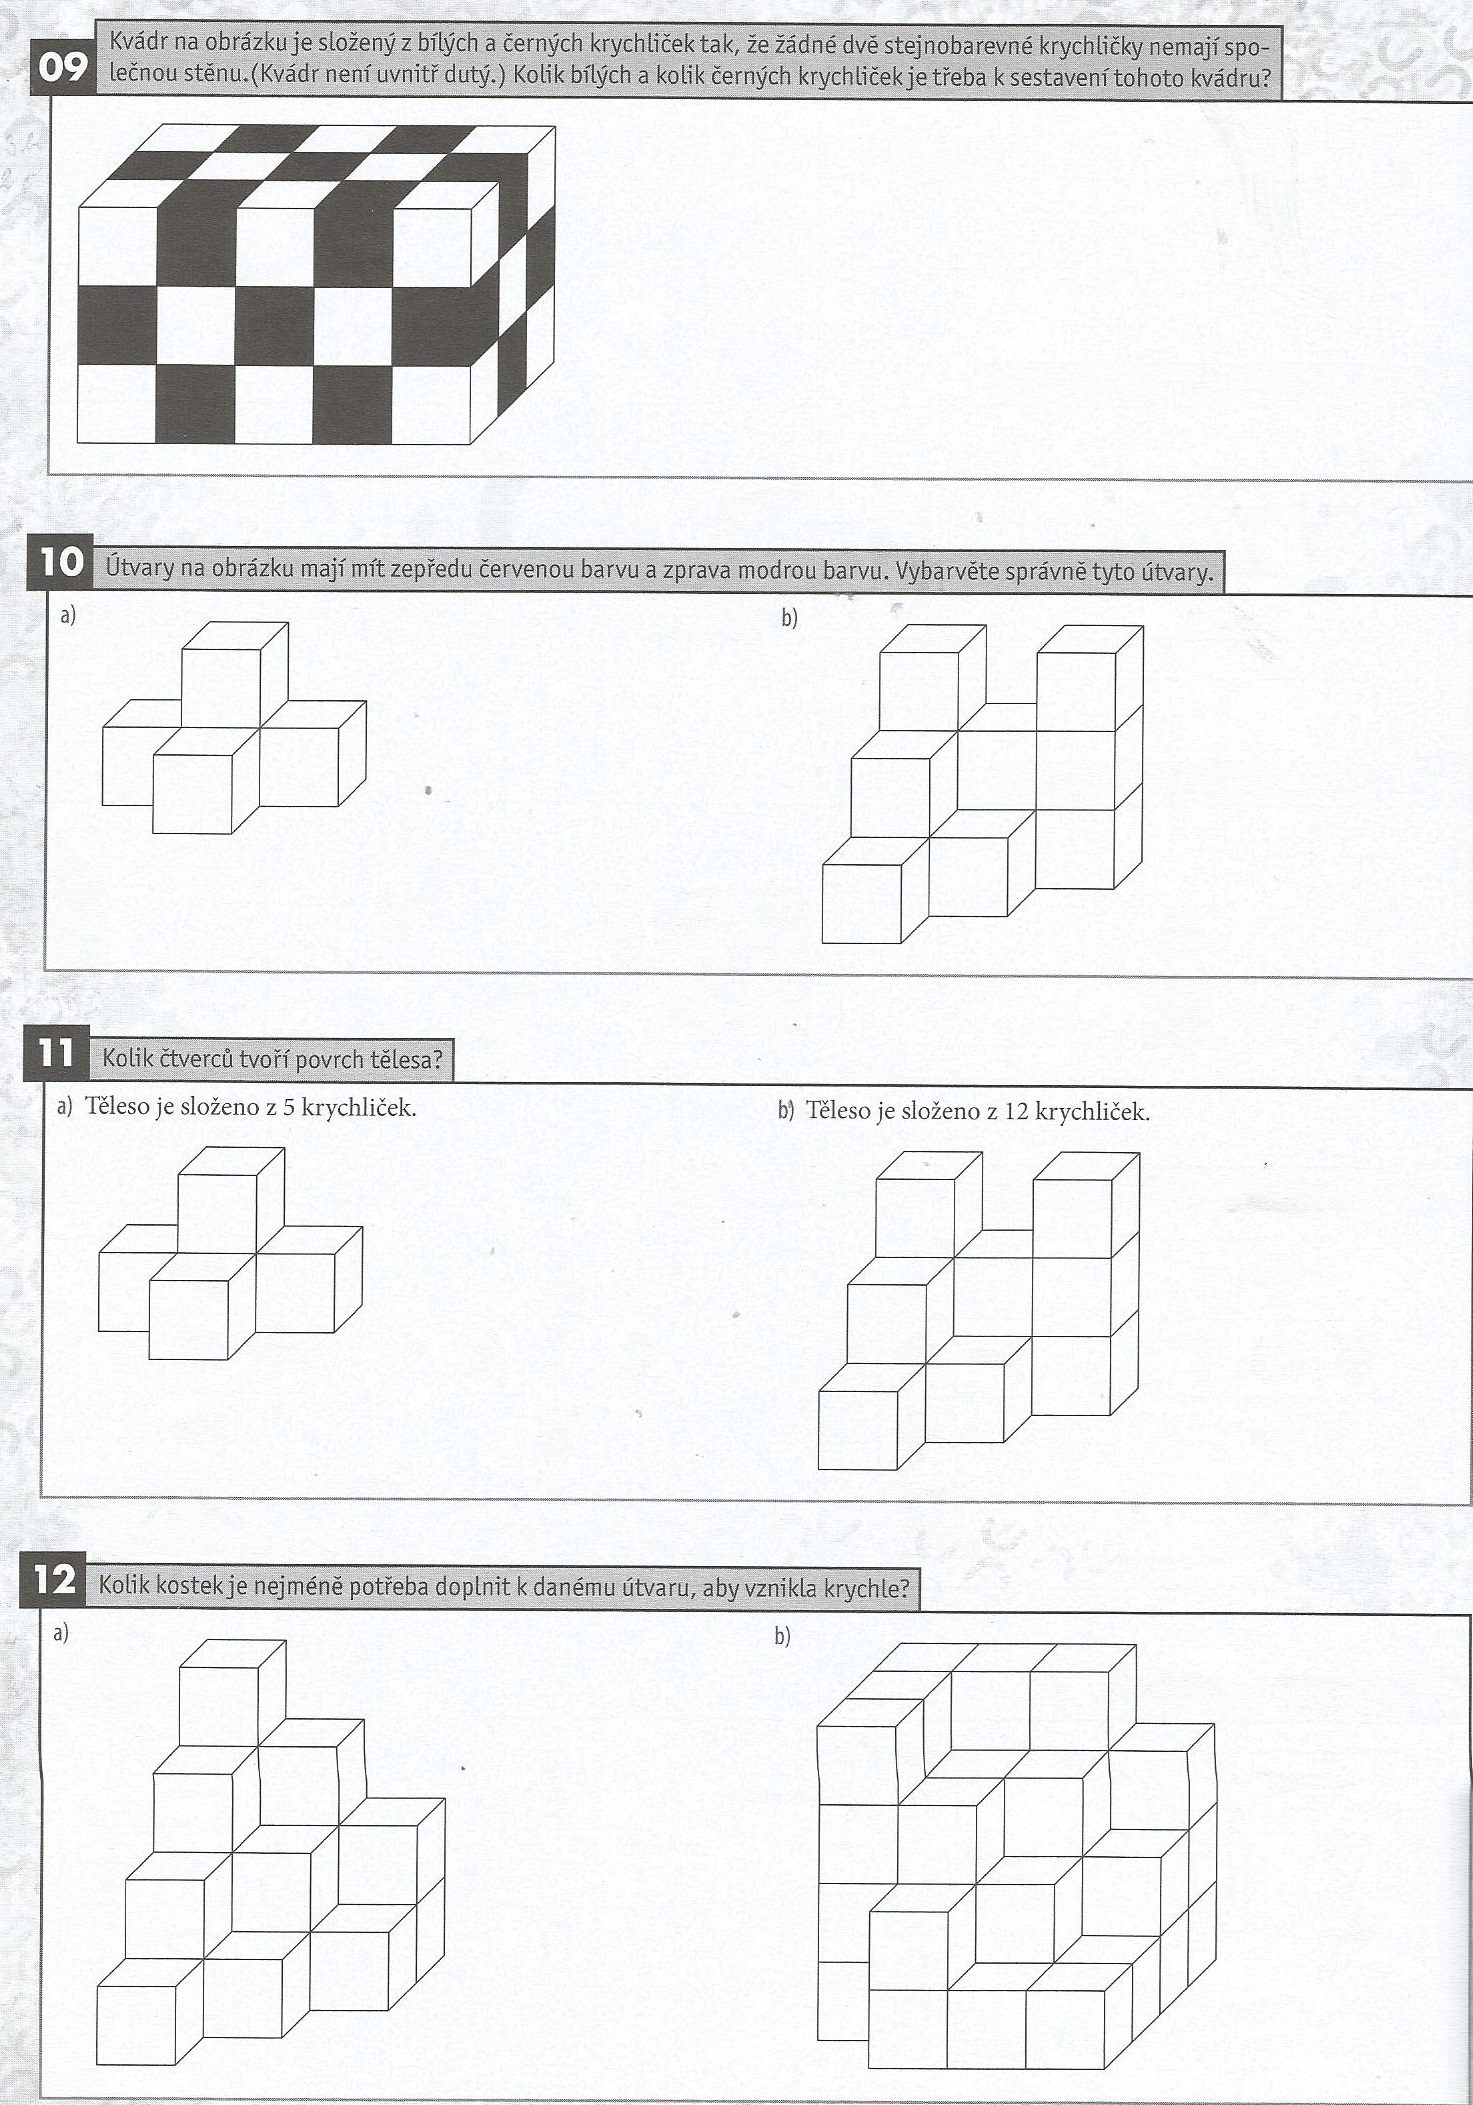 09
Kvádr na obrázku je složený z bílých a černých krychliček tak, že žádné dvě stejnobarevné krychličky nemají spo-
lečnou stěnu.(Kvádr není uvnitř dutý.) Kolik bílých a kolik černých krychliček je třeba k sestavení tohoto kvádru?
10
Útvary na obrázku mají mít zepředu červenou barvu a zprava modrou barvu. Vybarvěte správně tyto útvary.
a)
b)
11
Kolik čtverců tvoří povrch tělesa?
a) Těleso je složeno z 5 krychliček.
b) Těleso je složeno z 12 krychliček.
12
Kolik kostek je nejméně potřeba doplnit k danému útvaru, aby vznikla krychle?
a)
b)